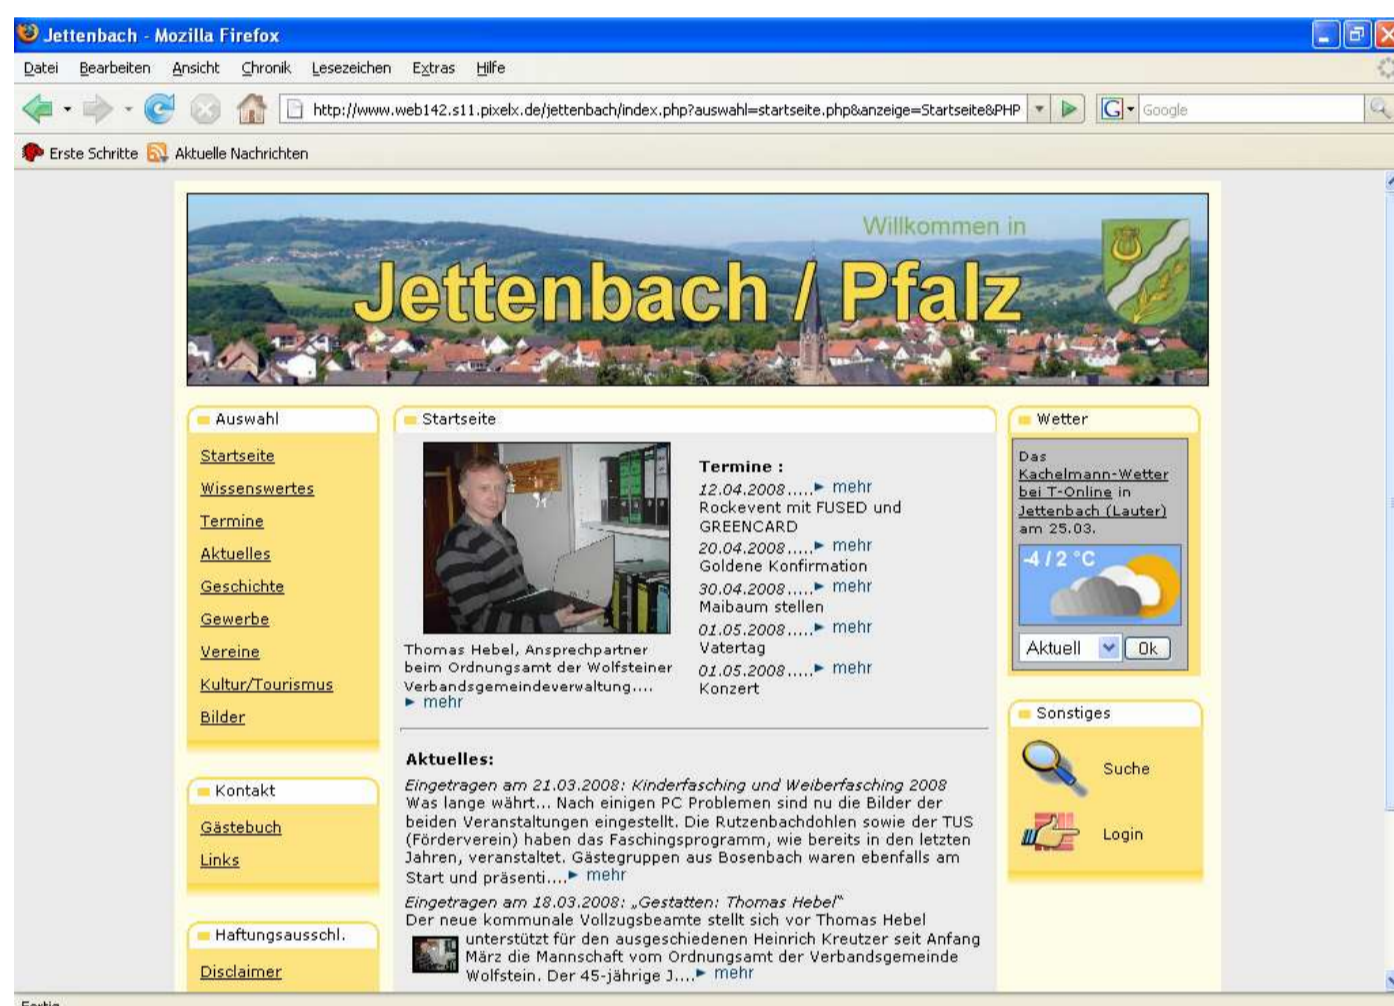 Jettenbach - Mozilla Firefox
Datei Bearbeiten Ansicht Chronik Lesezeichen Extras Hilfe
http://www.web142.s11.pixelx.de/jettenbach/index.php?auswahl=startseite.php&anzeige=Startseite&PHP
G Google
Erste Schritte Aktuelle Nachrichten
Willkommen in
Jettenbach / Pfalz
Auswahl
Startseite
Wissenswertes
Termine
Aktuelles
Geschichte
Gewerbe
Vereine
Kultur/Tourismus
Bilder
Kontakt
Gästebuch
Links
Haftungsausschl.
Disclaimer
Startseite
Thomas Hebel, Ansprechpartner
beim Ordnungsamt der Wolfsteiner
Verbandsgemeindeverwaltung....
► mehr
Termine :
12.04.2008.....► mehr
Rockevent mit FUSED und
GREENCARD
20.04.2008.....► mehr
Goldene Konfirmation
30.04.2008.....► mehr
Maibaum stellen
01.05.2008.....► mehr
Vatertag
01.05.2008.....► mehr
Konzert
Aktuelles:
Eingetragen am 21.03.2008: Kinderfasching und Weiberfasching 2008
Was lange währt... Nach einigen PC Problemen sind nu die Bilder der
beiden Veranstaltungen eingestellt. Die Rutzenbachdohlen sowie der TUS
(Förderverein) haben das Faschingsprogramm, wie bereits in den letzten
Jahren, veranstaltet. Gästegruppen aus Bosenbach waren ebenfalls am
Start und präsenti....► mehr
Eingetragen am 18.03.2008: „Gestatten: Thomas Hebel"
Der neue kommunale Vollzugsbeamte stellt sich vor Thomas Hebel
unterstützt für den ausgeschiedenen Heinrich Kreutzer seit Anfang
März die Mannschaft vom Ordnungsamt der Verbandsgemeinde
Wolfstein. Der 45-jährige J....► mehr
Wetter
Das
Kachelmann-Wetter
bei T-Online in
Jettenbach (Lauter)
am 25.03.
-4 / 2 °C
Aktuell Ok
Sonstiges
Suche
Login
Fertig